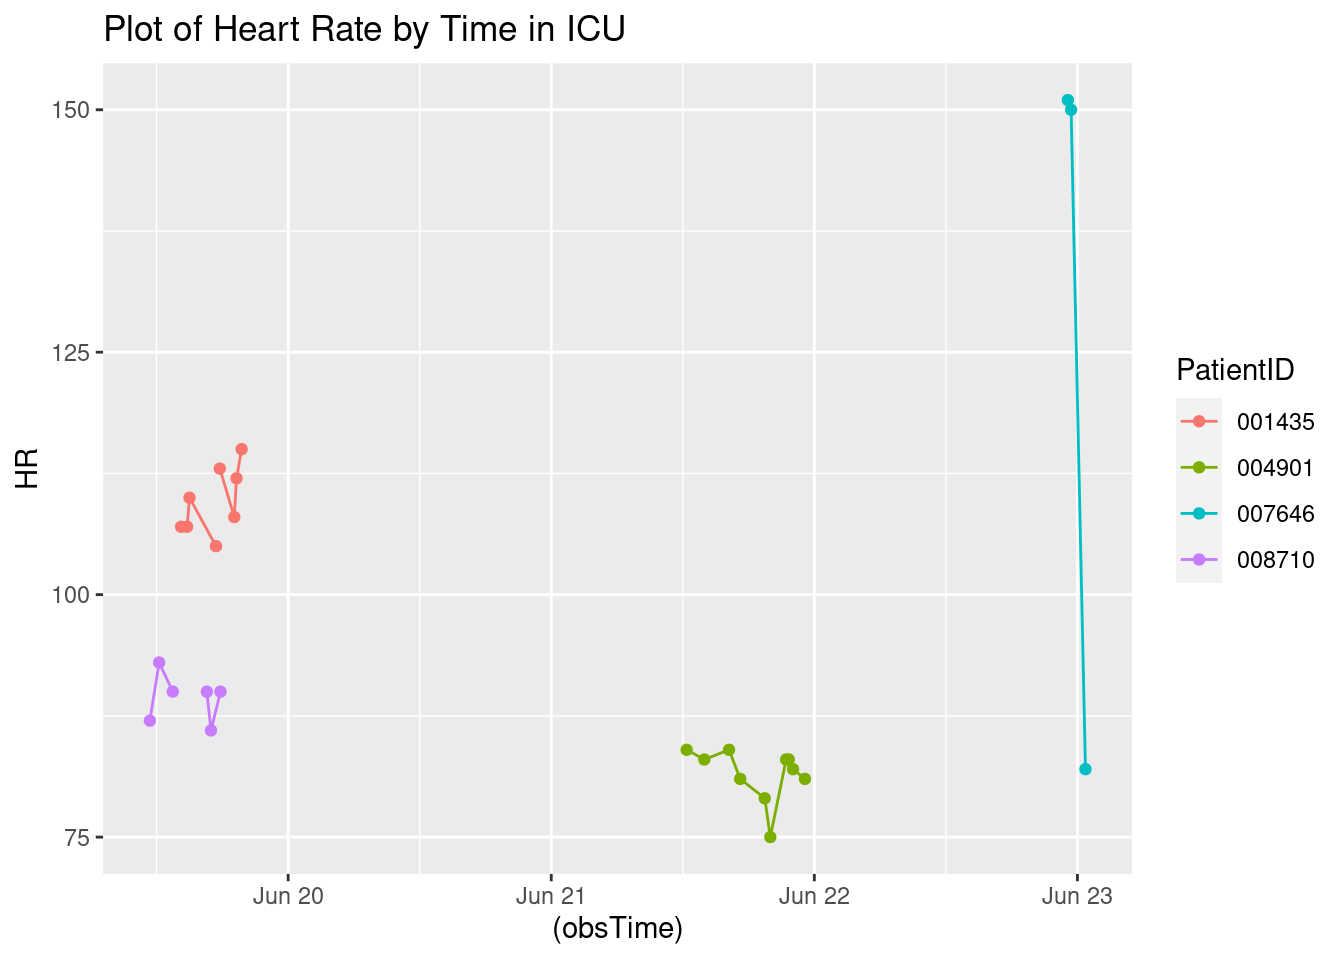 Plot of Heart Rate by Time in ICU
150
125
100
75
HR
Jun 20 Jun 21 Jun 22 Jun 23
(obsTime)
PatientID
001435
004901
007646
008710